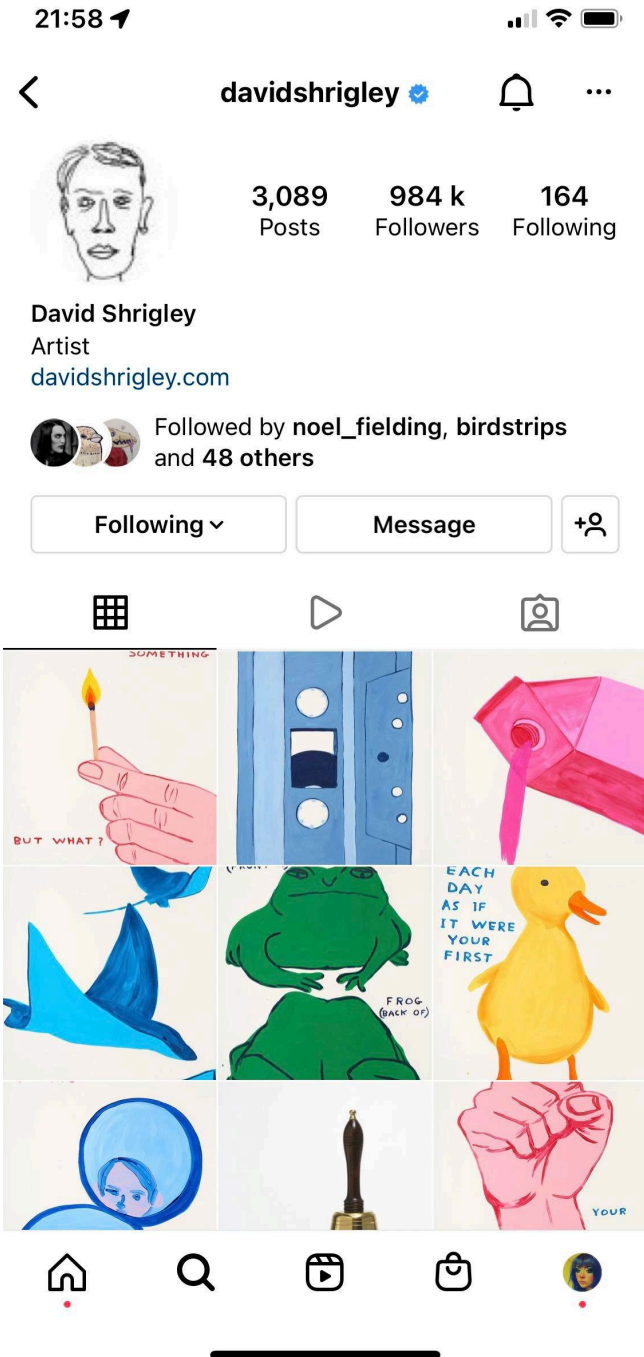 21:58
davidshrigley
3,089
Posts
984 k
Followers
164
Following
David Shrigley
Artist
davidshrigley.com
Followed by noel_fielding, birdstrips
and 48 others
Following
Message
SOMETHING
BUT WHAT?
EACH
DAY
AS IF
IT WERE
YOUR
FIRST
FROG
(BACK OF)
YOUR